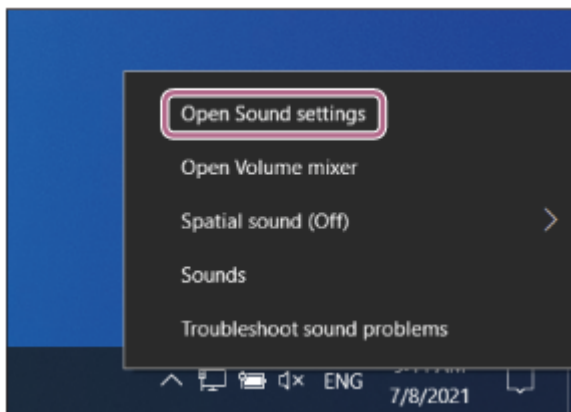 Open Sound settings
Open Volume mixer
Spatial sound (Off)
Sounds
Troubleshoot sound problems
ENG
7/8/2021